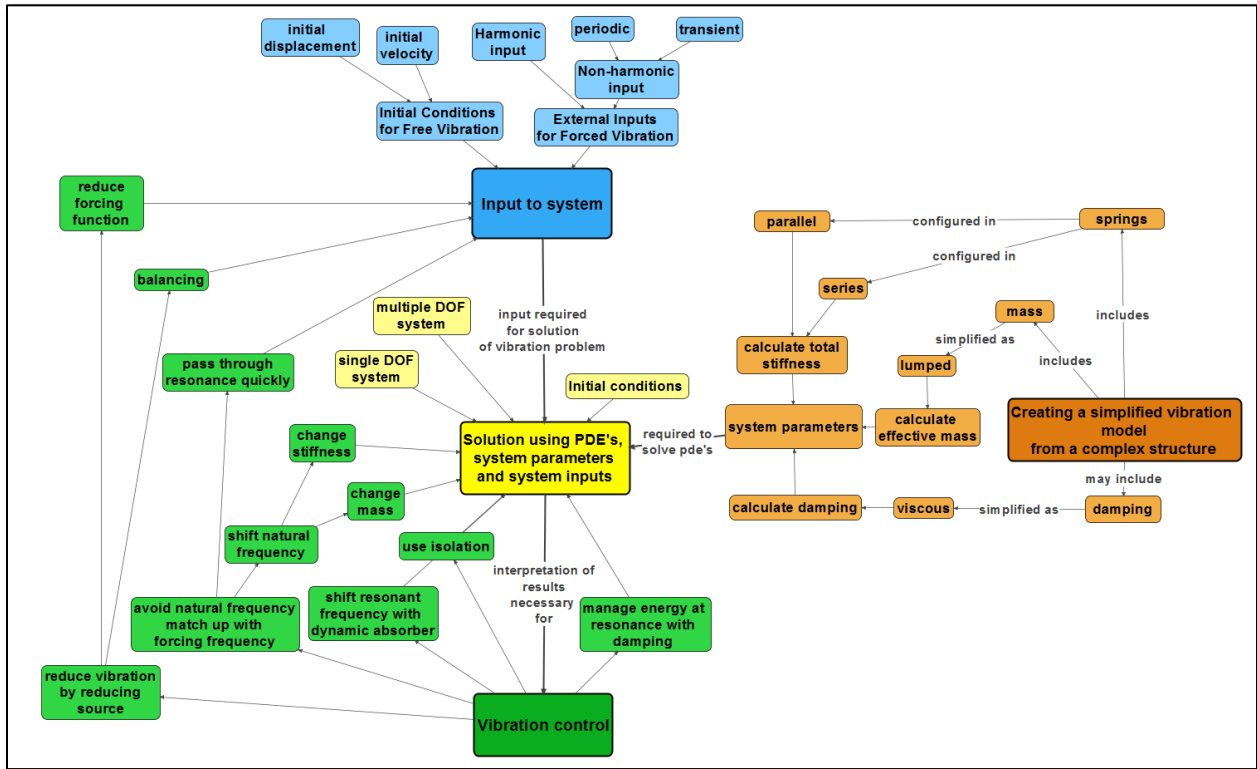 initial
displacement
initial
velocity
Harmonic
input
periodic
transient
Non-harmonic
input
Initial Conditions
for Free Vibration
External Inputs
for Forced Vibration
reduce
forcing
function
Input to system
parallel
configured in
springs
configured in
balancing
series
multiple DOF
system
input required
for solution
of vibration problem
mass
includes
simplified as
includes
calculate total
stiffness
lumped
pass through
resonance quickly
single DOF
system
Initial conditions
system parameters
calculate
effective mass
Creating a simplified vibration
model
from a complex structure
change
stiffness
Solution using PDE's,
system parameters
and system inputs
required to
solve pde's
may include
change
mass
calculate damping
viscous
simplified as
damping
shift natural
frequency
use isolation
interpretation of
results
necessary
for
avoid natural frequency
match up with
forcing frequency
shift resonant
frequency with
dynamic absorber
manage energy at
resonance with
damping
reduce vibration
by reducing
source
Vibration control